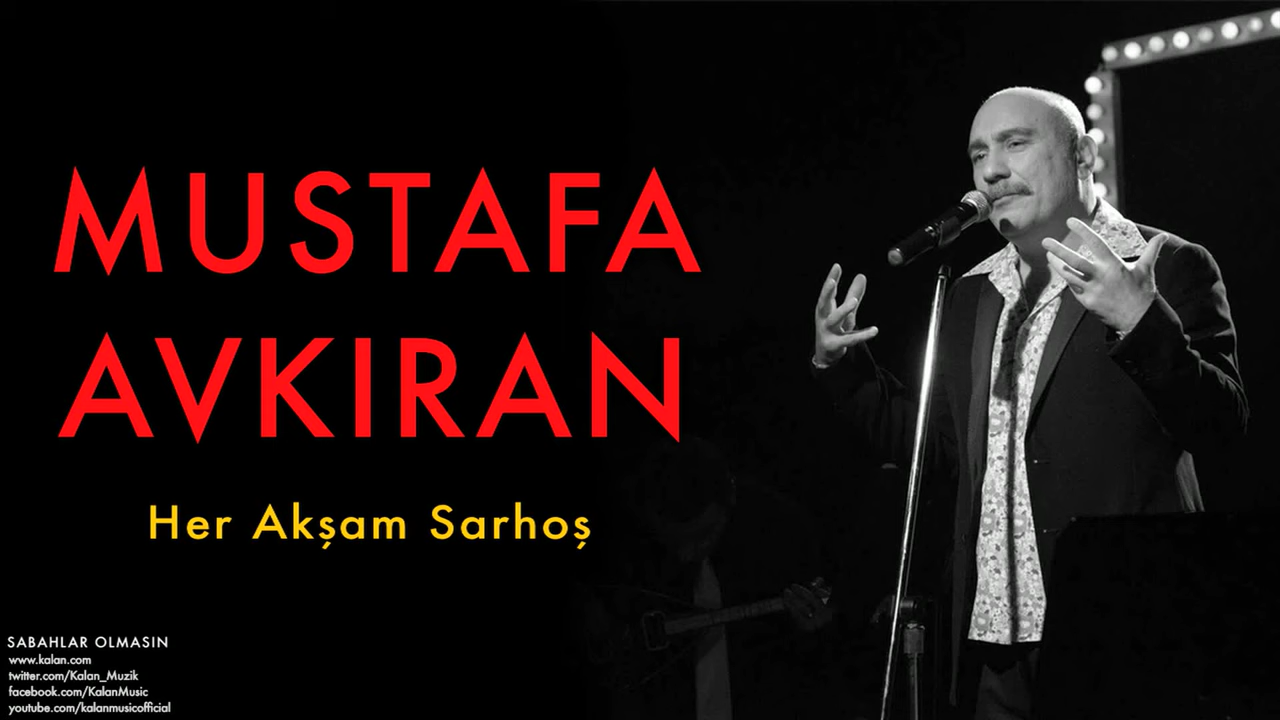 MUSTAFA
AVKIRAN
Her Akşam Sarhoş
SABAHLAR OLMASIN
www.kalan.com
twitter.com/Kalan_Muzik
facebook.com/KalanMusic
youtube.com/kalanmusicofficial